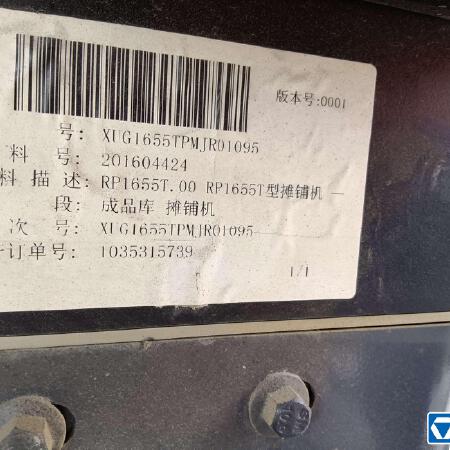 版本号:0001
号: XUG1655TPMJR01095
料 号: 201604424
料 描 述: RP1655T.00 RP1655T型摊铺机
段: 成品库 摊铺机
次 号: XUG1655TPMJR01095
订单号: 1035315739
1/1